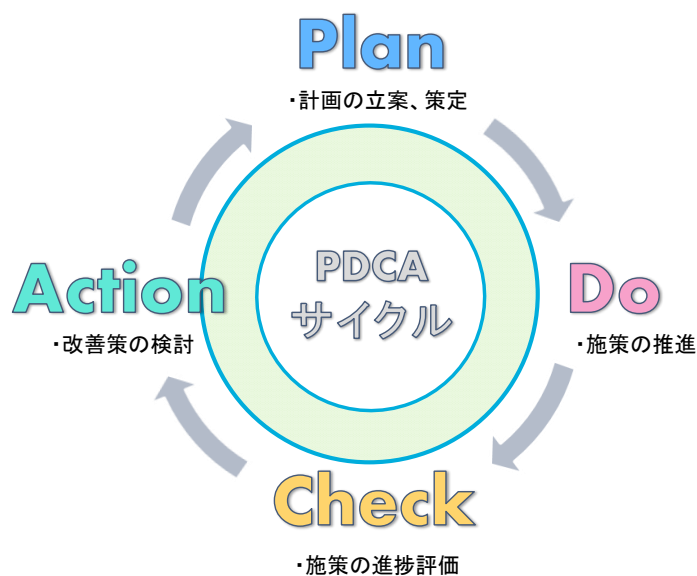 Plan
・計画の立案、策定
PDCA
サイクル
Action
・改善策の検討
Do
・施策の推進
Check
・施策の進捗評価